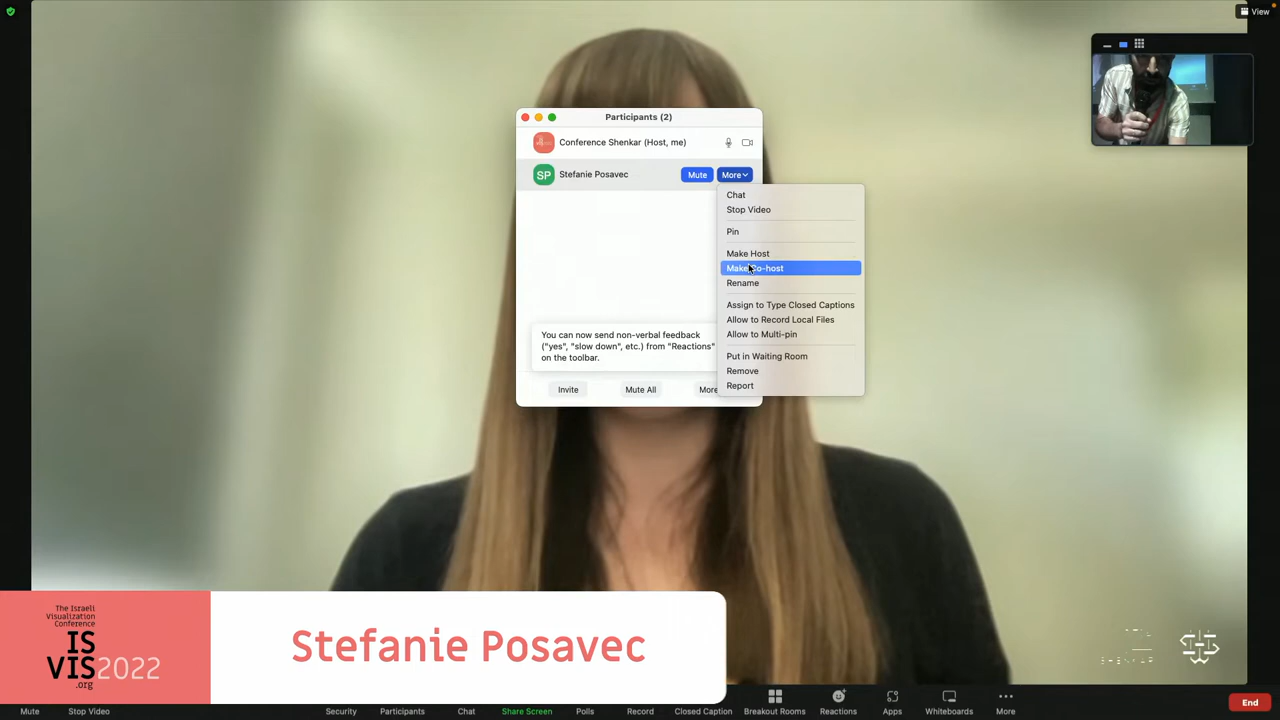 View
Participants (2)
Conference Shenkar (Host, me)
SP
Stefanie Posavec
Mute
More
Chat
Stop Video
Pin
Make Host
Make Co-host
Rename
Assign to Type Closed Captions
Allow to Record Local Files
Allow to Multi-pin
Put in Waiting Room
Remove
Report
You can now send non-verbal feedback
("yes", "slow down", etc.) from "Reactions"
on the toolbar.
Invite
Mute All
More
The Israeli
Visualization
Conference
IS
VIS2022
.org
Stefanie Posavec
Mute
Stop Video
Security
Participants
Chat
Share Screen
Polls
Record
Closed Caption
Breakout Rooms
Reactions
Apps
Whiteboards
More
End